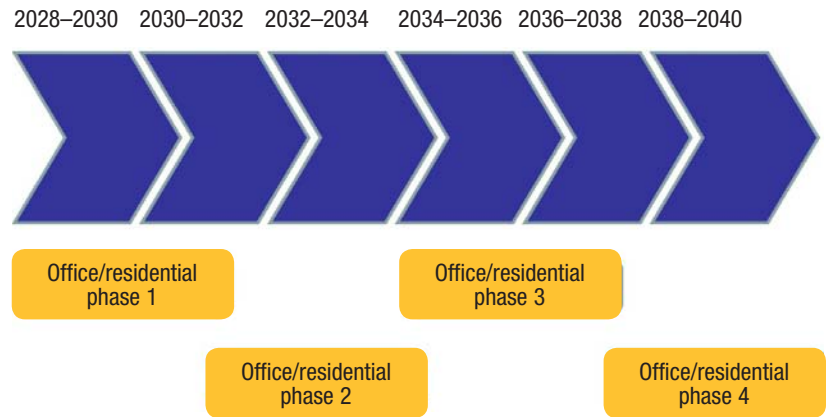 2028–2030 2030–2032 2032–2034 2034–2036 2036–2038 2038–2040
Office/residential
phase 1
Office/residential
phase 3
Office/residential
phase 2
Office/residential
phase 4